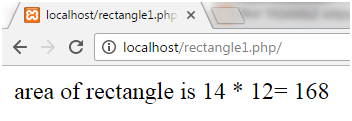 localhost/rectangle1.php
localhost/rectangle1.php/
area of rectangle is 14 * 12= 168